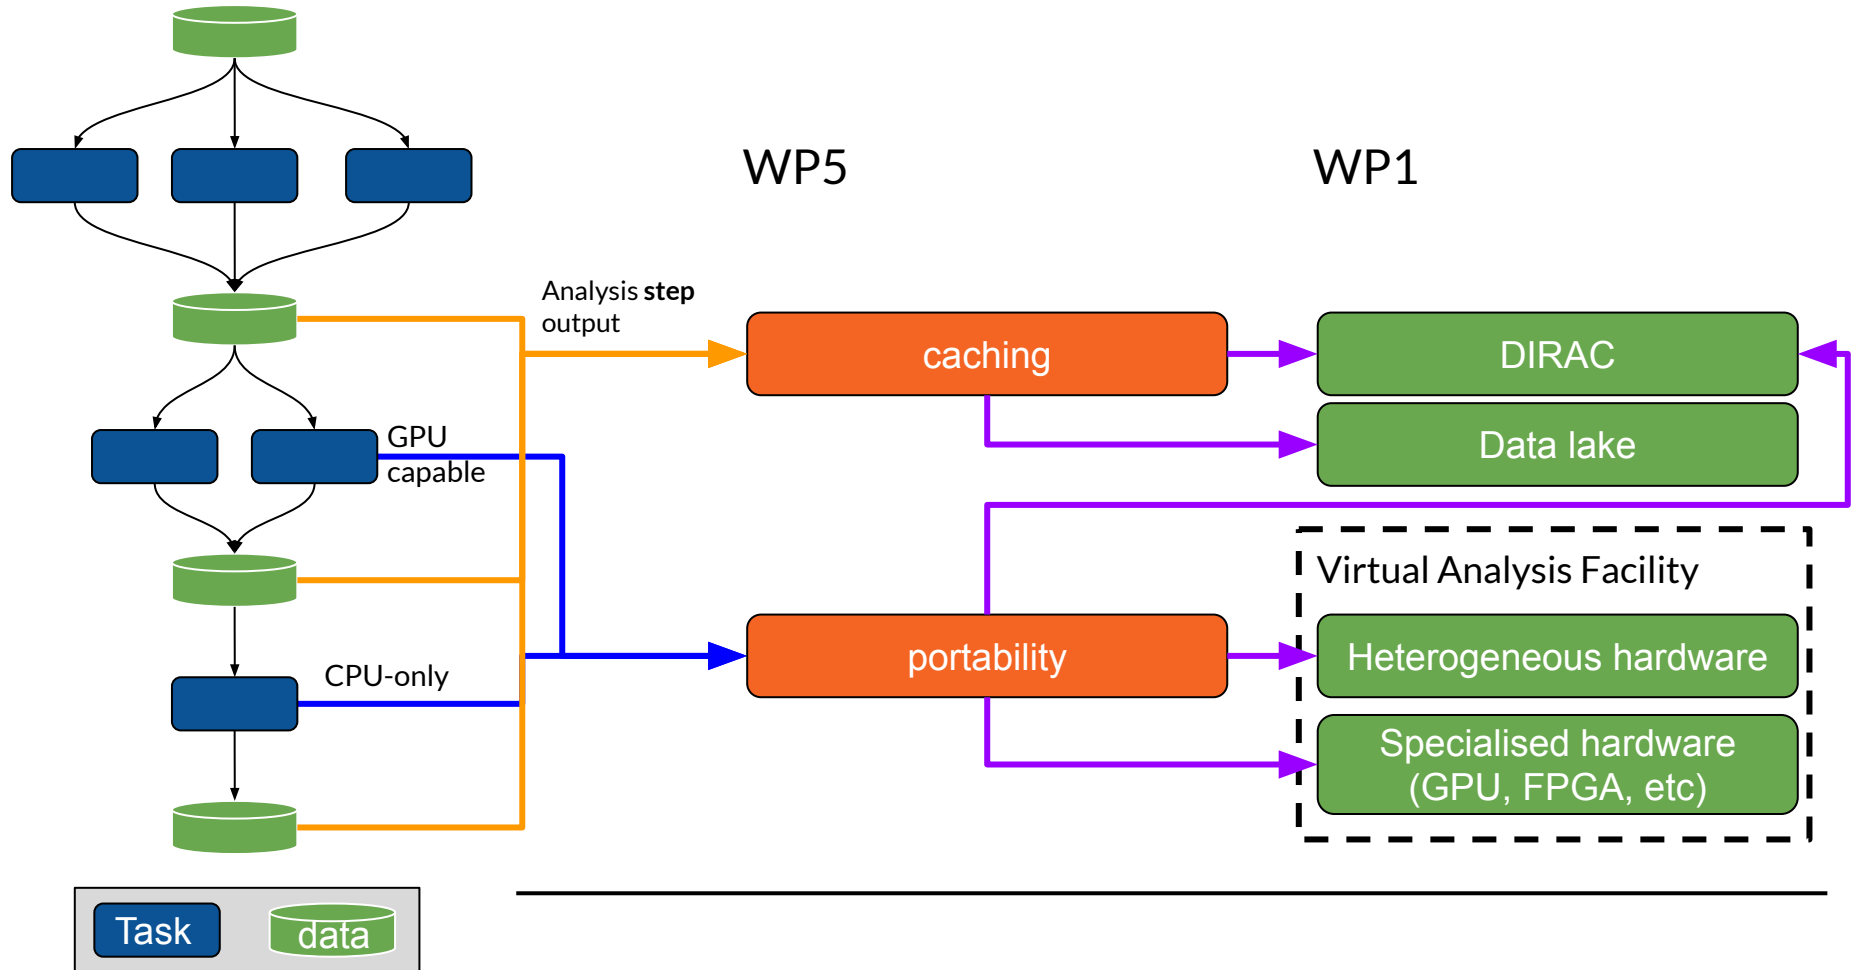 WP5
WP1
Analysis step
output
caching
DIRAC
Data lake
GPU
capable
Virtual Analysis Facility
portability
Heterogeneous hardware
CPU-only
Specialised hardware
(GPU, FPGA, etc)
Task
data